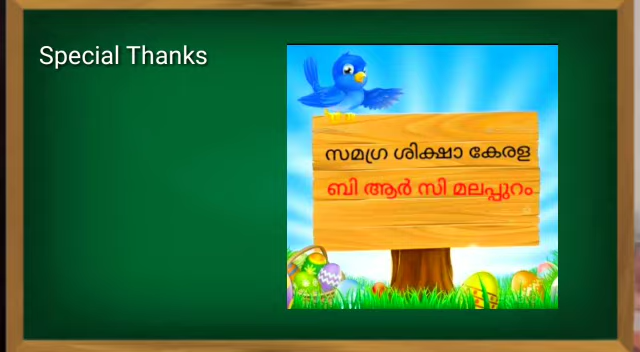 Special Thanks
സമഗ്ര ശിക്ഷാ കേരള
ബി ആർ സി മലപ്പുറം